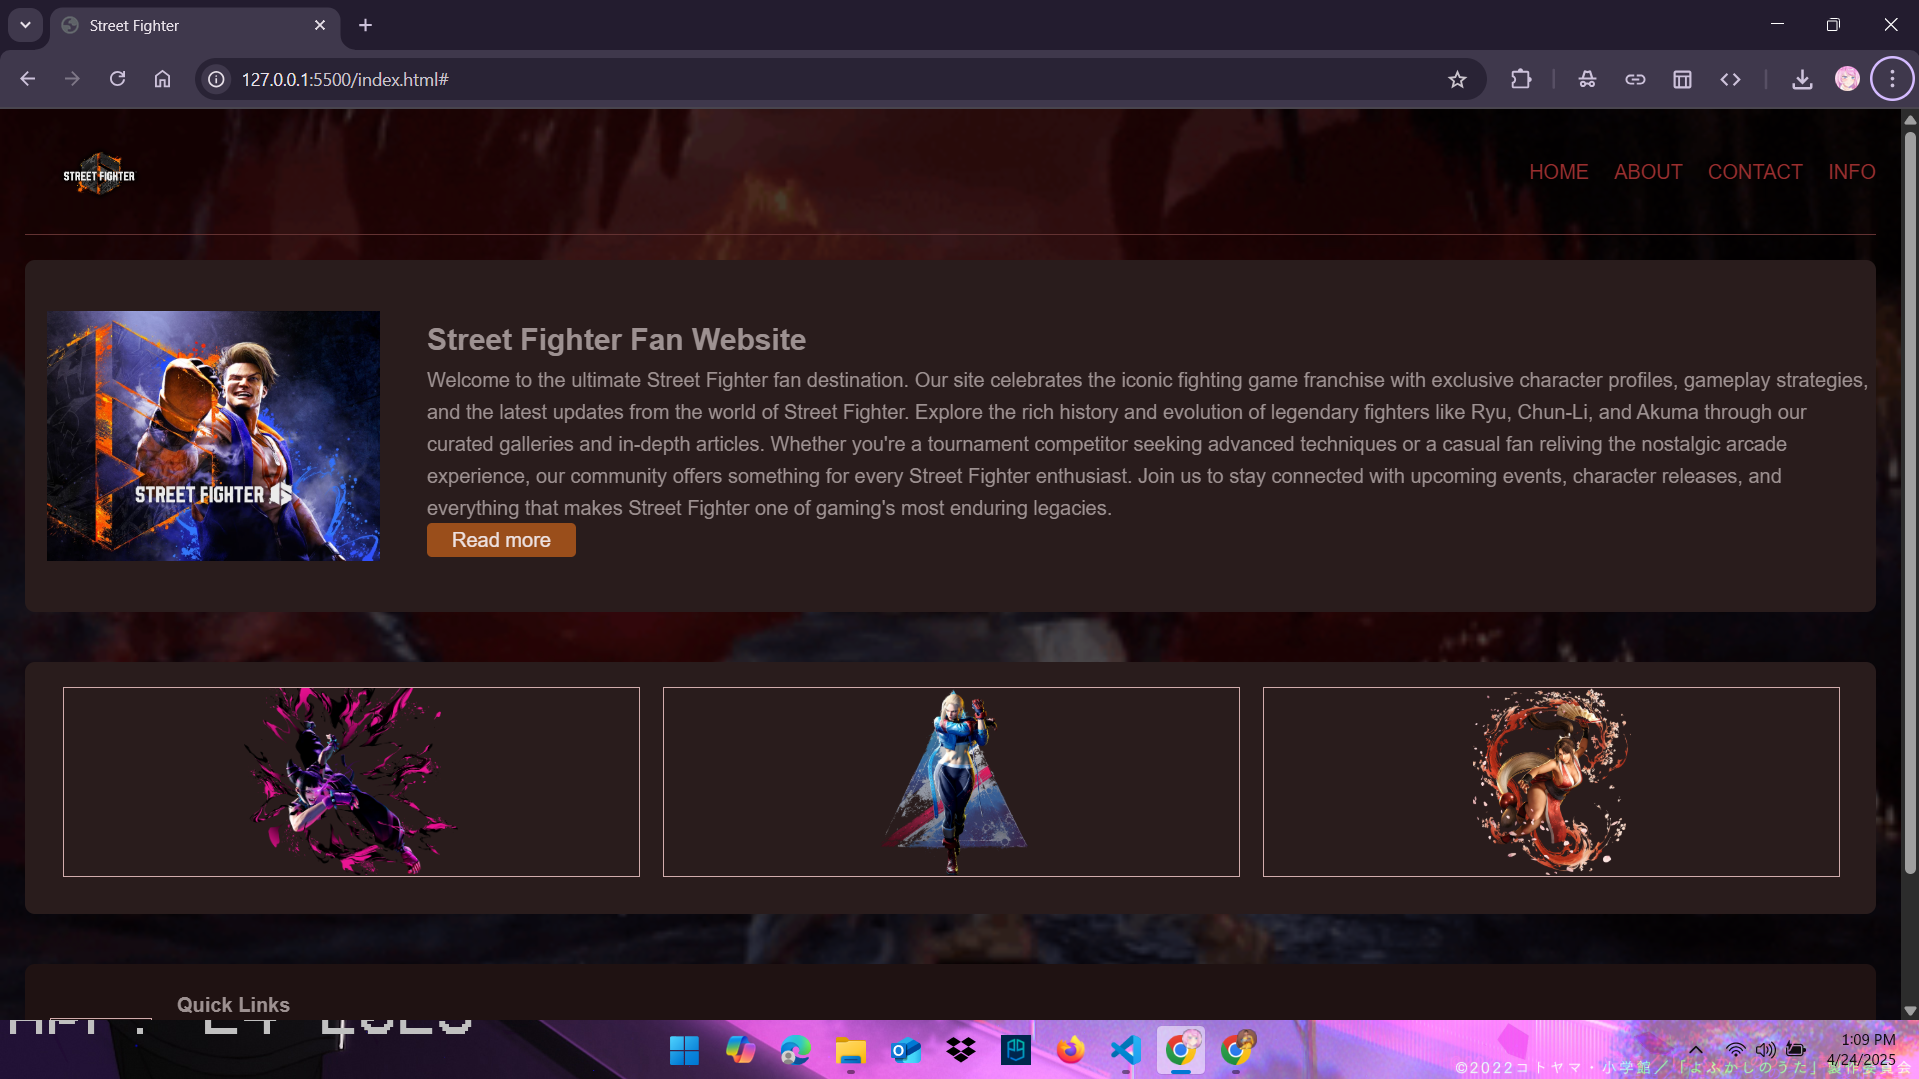 Street Fighter
127.0.0.1:5500/index.html#
STREET FIGHTER
HOME ABOUT CONTACT INFO
STREET FIGHTER 6
Street Fighter Fan Website
Welcome to the ultimate Street Fighter fan destination. Our site celebrates the iconic fighting game franchise with exclusive character profiles, gameplay strategies,
and the latest updates from the world of Street Fighter. Explore the rich history and evolution of legendary fighters like Ryu, Chun-Li, and Akuma through our
curated galleries and in-depth articles. Whether you're a tournament competitor seeking advanced techniques or a casual fan reliving the nostalgic arcade
experience, our community offers something for every Street Fighter enthusiast. Join us to stay connected with upcoming events, character releases, and
everything that makes Street Fighter one of gaming's most enduring legacies.
Read more
Quick Links
1:09 PM
4/24/2025
©2022コトヤマ・小学館／「よふかしのうた」製作委員会